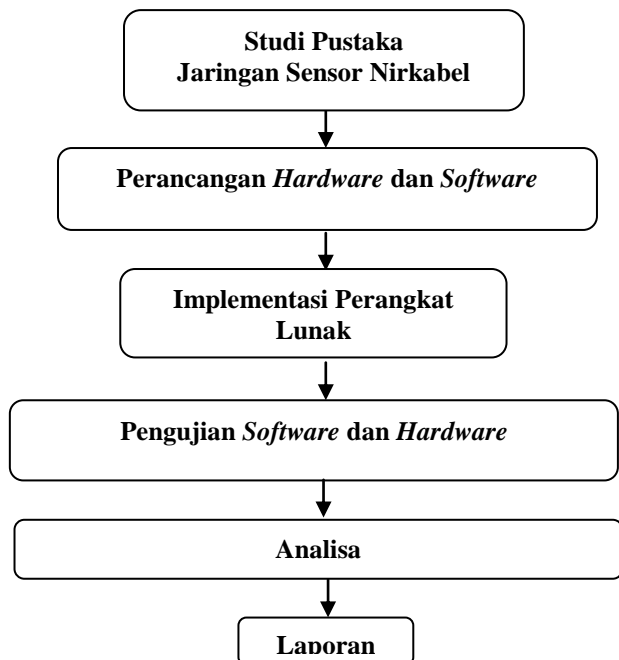 Studi Pustaka
Jaringan Sensor Nirkabel
Perancangan Hardware dan Software
Implementasi Perangkat
Lunak
Pengujian Software dan Hardware
Analisa
Laporan